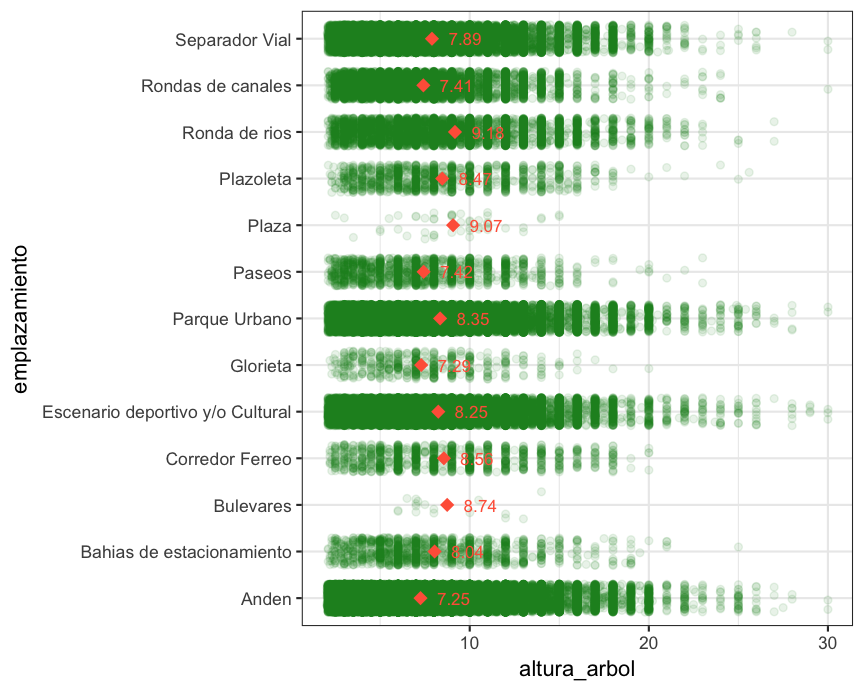 Separador Vial
7.89
Rondas de canales
7.41
Ronda de rios
9.18
Plazoleta
8.47
Plaza
9.07
Paseos
7.42
Parque Urbano
8.35
Glorieta
7.29
Escenario deportivo y/o Cultural
8.25
Corredor Ferreo
8.56
Bulevares
8.74
Bahias de estacionamiento
8.04
Anden
7.25
emplazamiento
10
20
30
altura_arbol